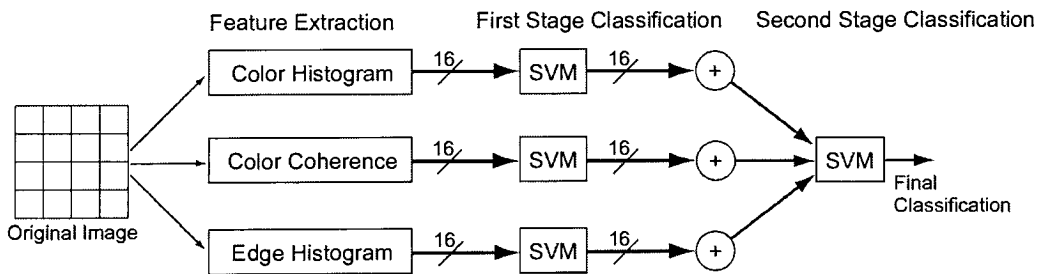 Feature Extraction
First Stage Classification
Second Stage Classification
Color Histogram
16
SVM
16
+
Color Coherence
16
SVM
16
+
SVM
Final
Classification
Original Image
Edge Histogram
16
SVM
16
+